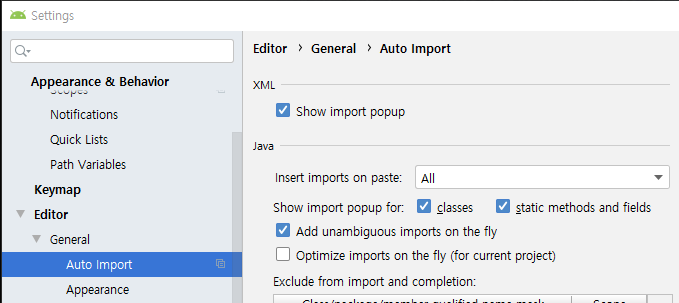 Settings
Appearance & Behavior
Scopes
Notifications
Quick Lists
Path Variables
Keymap
Editor
General
Auto Import
Appearance
Editor › General › Auto Import
XML
Show import popup
Java
Insert imports on paste: All
Show import popup for: classes static methods and fields
Add unambiguous imports on the fly
Optimize imports on the fly (for current project)
Exclude from import and completion:
Class/package/member qualified name mask Scope